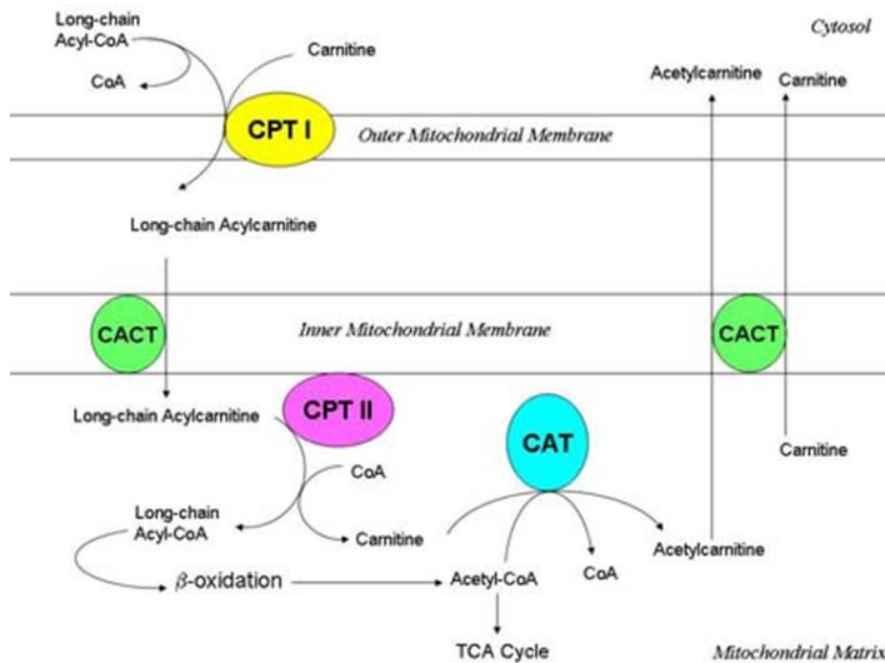 Long-chain
Acyl-CoA
Carnitine
Cytosol
CoA
Acetylcarnitine
Carnitine
CPT I
Outer Mitochondrial Membrane
Long-chain Acylcarnitine
CACT
Inner Mitochondrial Membrane
CACT
Long-chain Acylcarnitine
CPT II
CAT
CoA
Carnitine
Long-chain
Acyl-CoA
Carnitine
Acetylcarnitine
β-oxidation
Acetyl-CoA
CoA
TCA Cycle
Mitochondrial Matrix